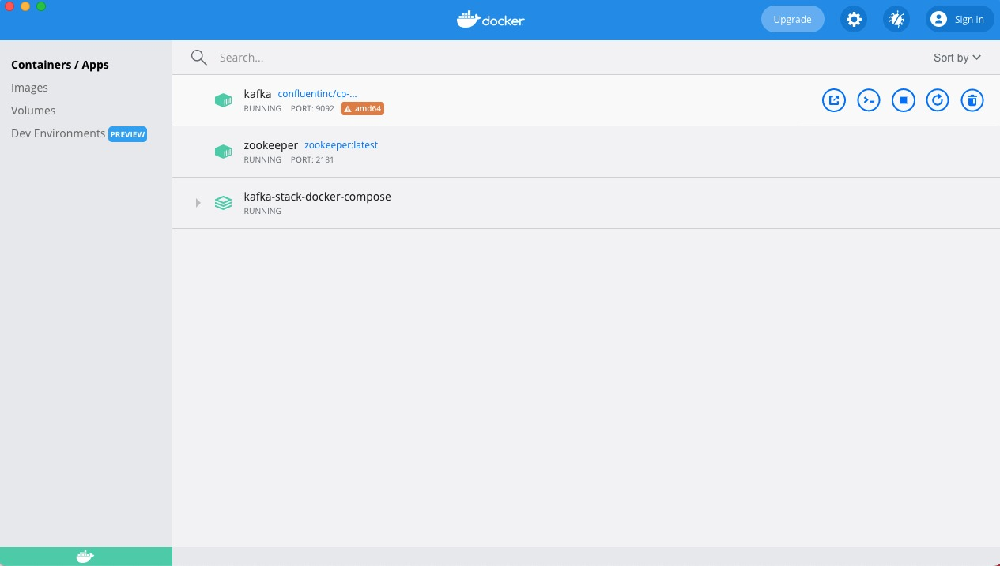 docker
Upgrade
Sign in
Containers / Apps
Images
Volumes
Dev Environments PREVIEW
Search...
Sort by
kafka confluentinc/cp-...
RUNNING PORT: 9092 amd64
zookeeper zookeeper:latest
RUNNING PORT: 2181
kafka-stack-docker-compose
RUNNING